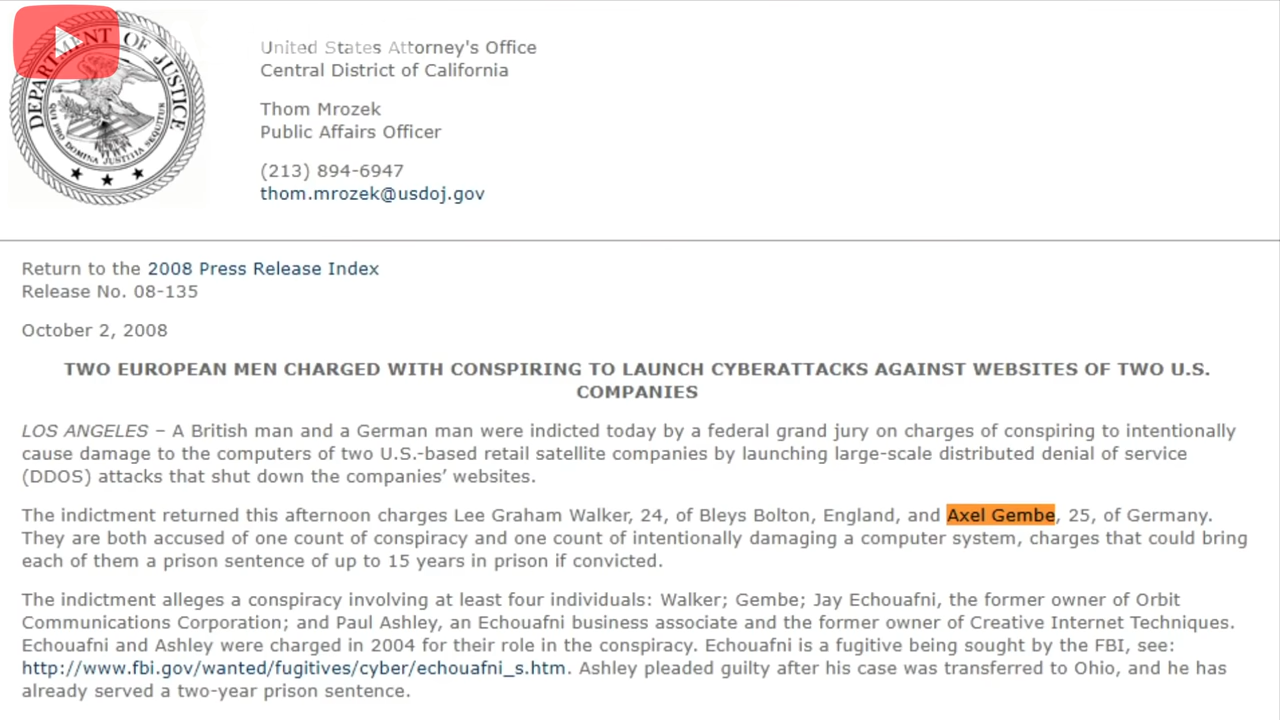 DEPARTMENT OF JUSTICE
QUI PRO DOMINA JUSTITIA SEQUITUR
United States Attorney's Office
Central District of California
Thom Mrozek
Public Affairs Officer
(213) 894-6947
thom.mrozek@usdoj.gov
Return to the 2008 Press Release Index
Release No. 08-135
October 2, 2008
TWO EUROPEAN MEN CHARGED WITH CONSPIRING TO LAUNCH CYBERATTACKS AGAINST WEBSITES OF TWO U.S.
COMPANIES
LOS ANGELES – A British man and a German man were indicted today by a federal grand jury on charges of conspiring to intentionally
cause damage to the computers of two U.S.-based retail satellite companies by launching large-scale distributed denial of service
(DDOS) attacks that shut down the companies’ websites.
The indictment returned this afternoon charges Lee Graham Walker, 24, of Bleys Bolton, England, and Axel Gembe, 25, of Germany.
They are both accused of one count of conspiracy and one count of intentionally damaging a computer system, charges that could bring
each of them a prison sentence of up to 15 years in prison if convicted.
The indictment alleges a conspiracy involving at least four individuals: Walker; Gembe; Jay Echouafni, the former owner of Orbit
Communications Corporation; and Paul Ashley, an Echouafni business associate and the former owner of Creative Internet Techniques.
Echouafni and Ashley were charged in 2004 for their role in the conspiracy. Echouafni is a fugitive being sought by the FBI, see:
http://www.fbi.gov/wanted/fugitives/cyber/echouafni_s.htm. Ashley pleaded guilty after his case was transferred to Ohio, and he has
already served a two-year prison sentence.